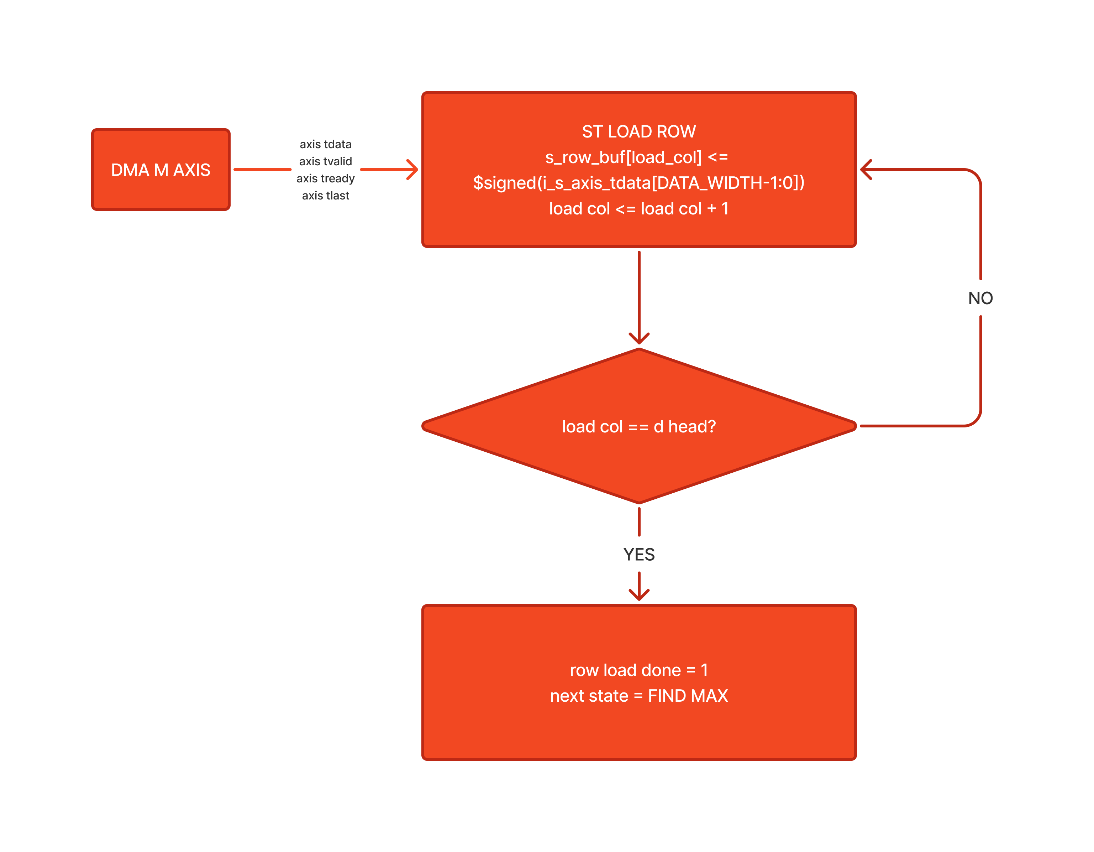 DMA M AXIS
axis tdata
axis tvalid
axis tready
axis tlast
ST LOAD ROW
s_row_buf[load_col] <=
$signed(i_s_axis_tdata[DATA_WIDTH-1:0])
load col <= load col + 1
NO
load col == d head?
YES
row load done = 1
next state = FIND MAX